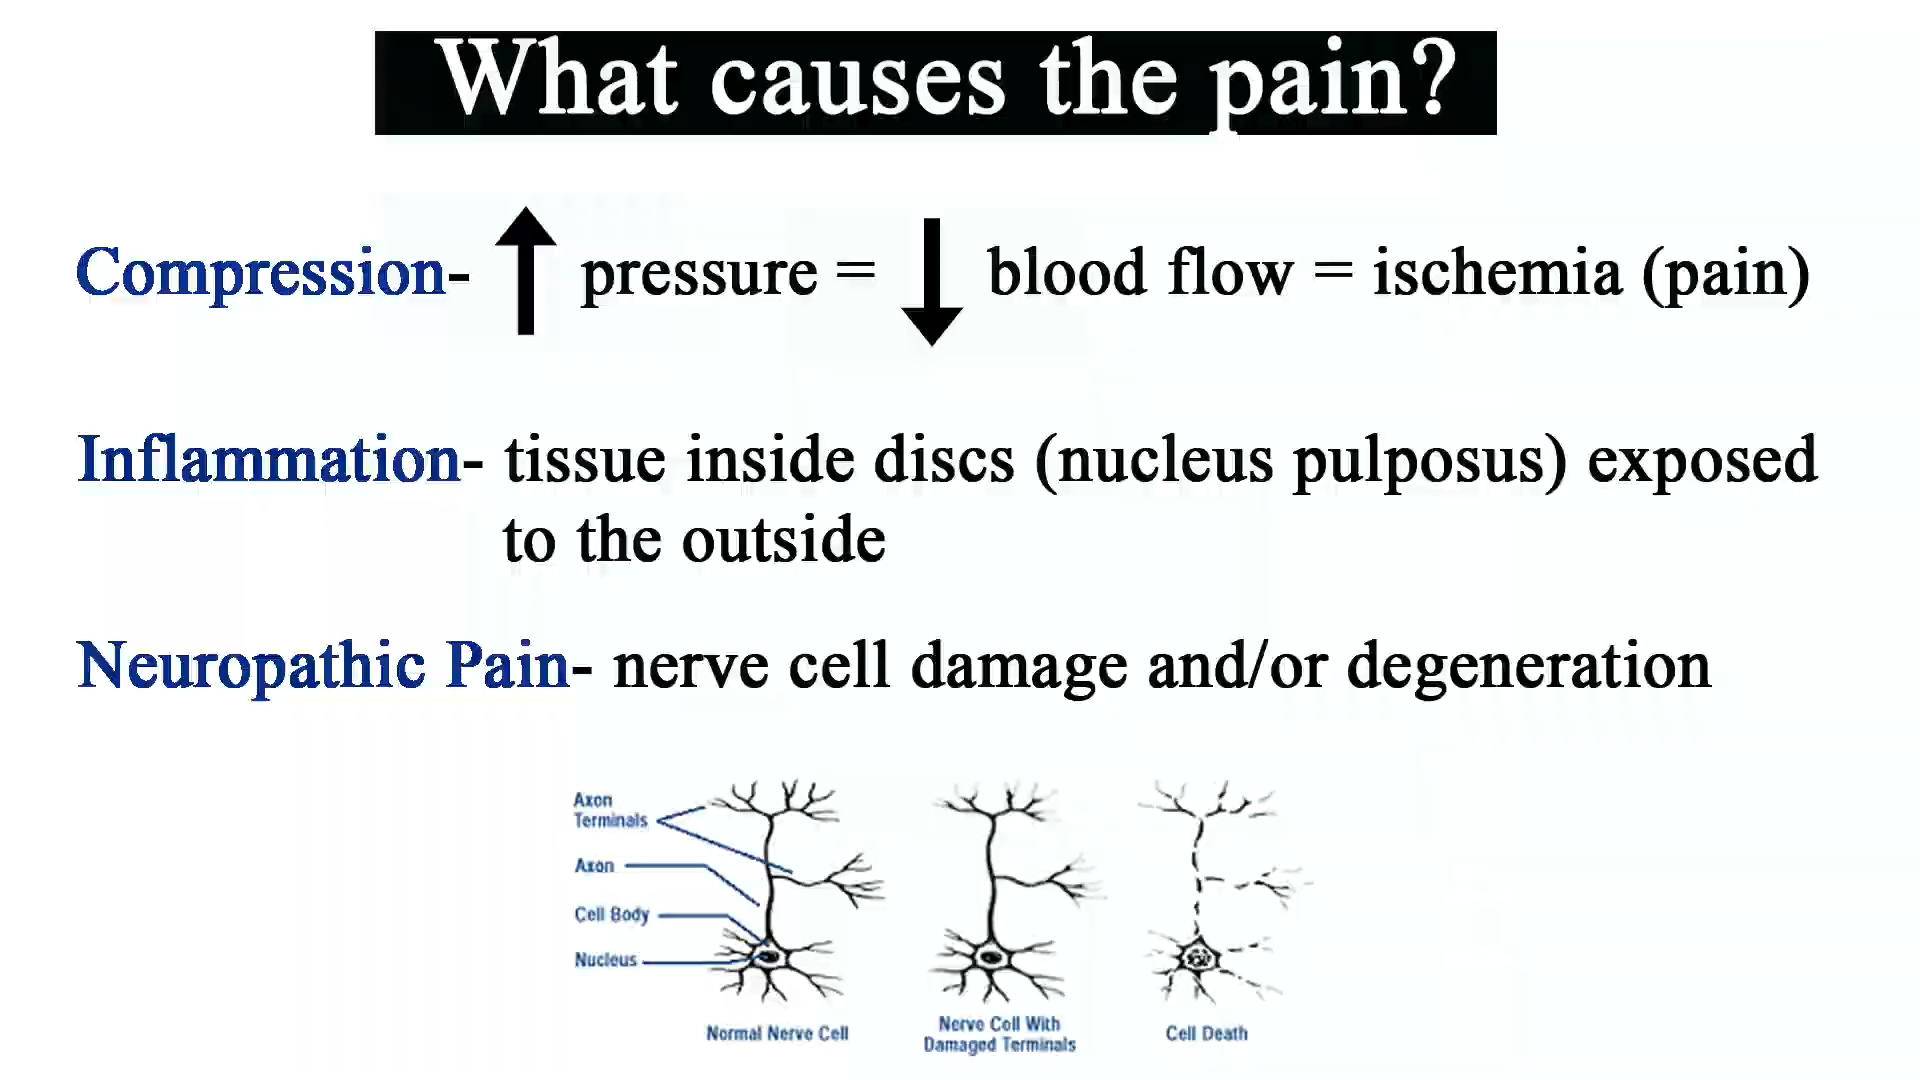 What causes the pain?
Compression- pressure = blood flow = ischemia (pain)
Inflammation- tissue inside discs (nucleus pulposus) exposed
to the outside
Neuropathic Pain- nerve cell damage and/or degeneration
Axon
Terminals
Axon
Cell Body
Nucleus
Normal Nerve Cell
Nerve Cell With
Damaged Terminals
Cell Death